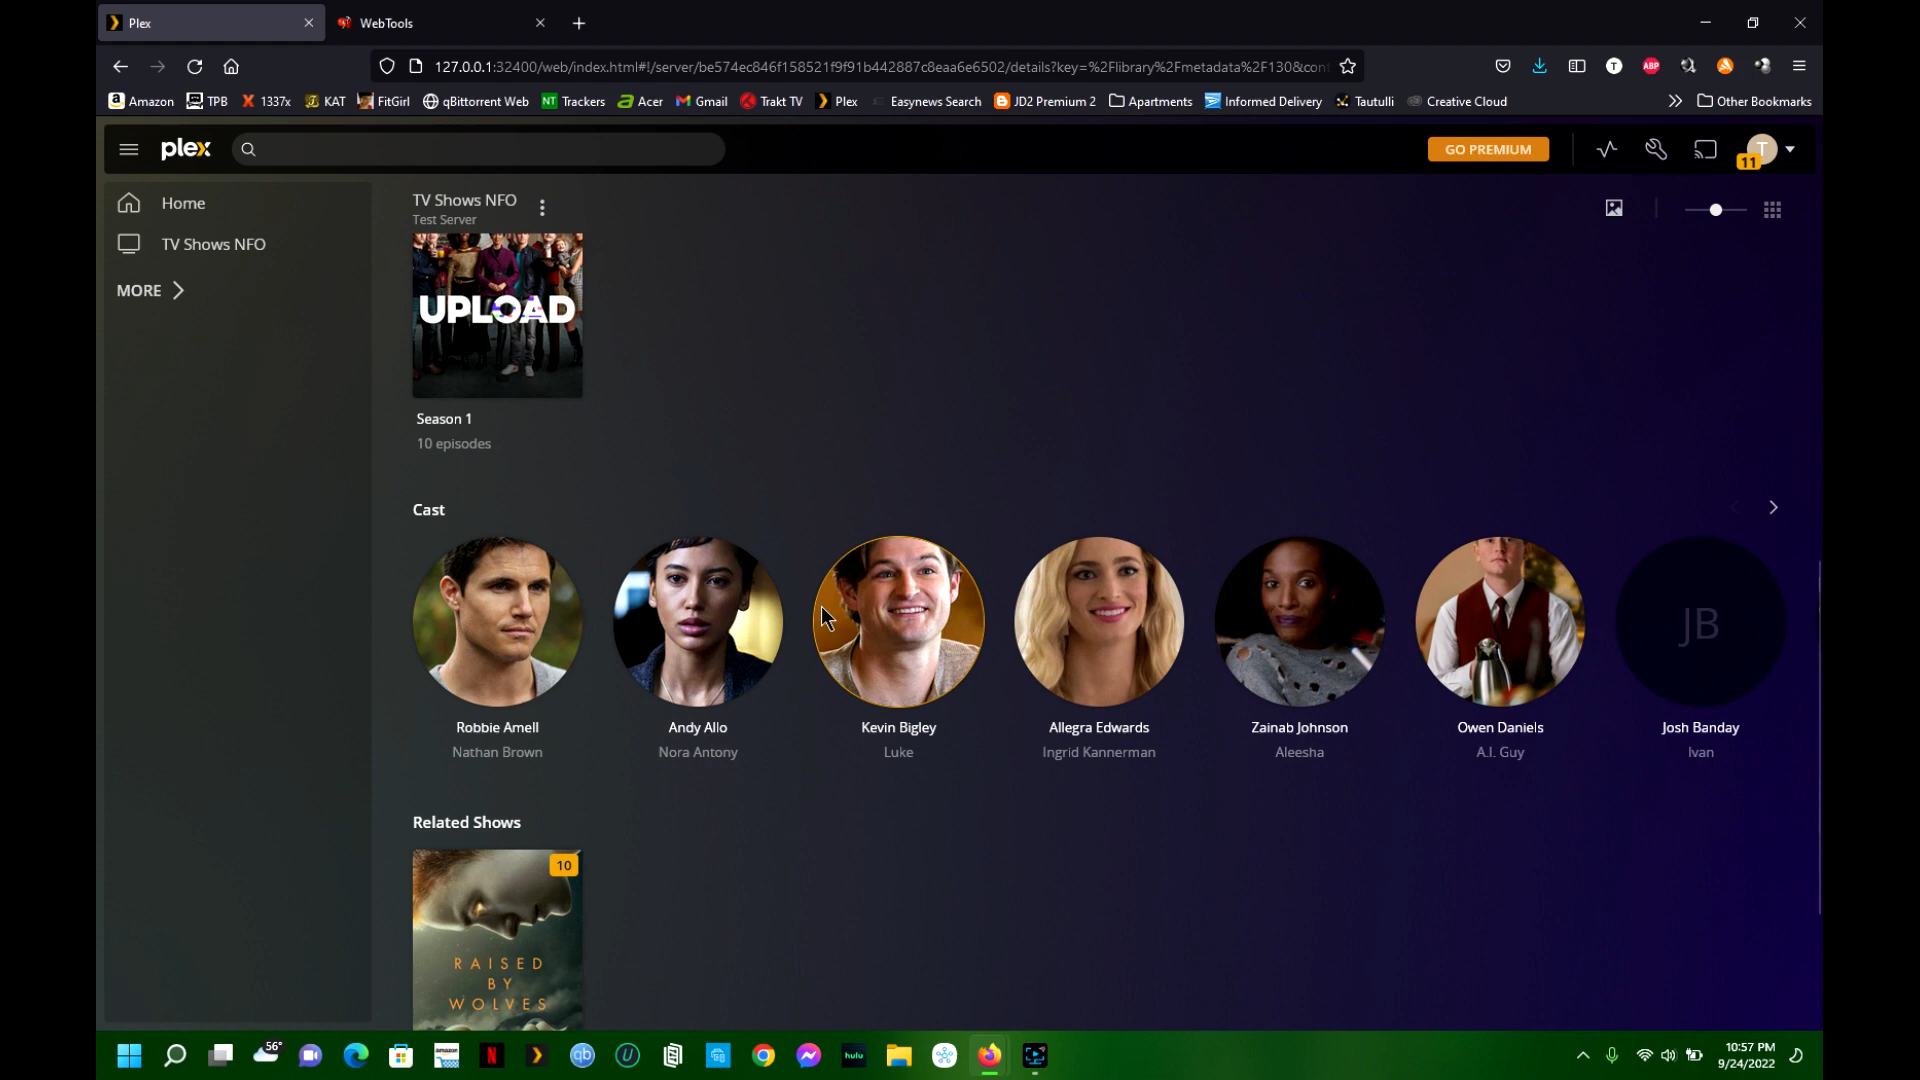 Plex
WebTools
127.0.0.1:32400/web/index.html#!/server/be574ec846f158521f9f91b442887c8eaa6e6502/details?key=%2Flibrary%2Fmetadata%2F130&con
T
ABP
Amazon
TPB
1337x
KAT
FitGirl
qBittorrent Web
NT Trackers
Acer
Gmail
Trakt TV
Plex
Easynews Search
JD2 Premium 2
Apartments
Informed Delivery
Tautulli
Creative Cloud
Other Bookmarks
plex
GO PREMIUM
T
11
Home
TV Shows NFO
MORE
TV Shows NFO
Test Server
UPLOAD
Season 1
10 episodes
Cast
JB
Robbie Amell
Nathan Brown
Andy Allo
Nora Antony
Kevin Bigley
Luke
Allegra Edwards
Ingrid Kannerman
Zainab Johnson
Aleesha
Owen Daniels
A.I. Guy
Josh Banday
Ivan
Related Shows
10
RAISED
BY
WOLVES
56°
amazon
N
qb
U
hulu
10:57 PM
9/24/2022